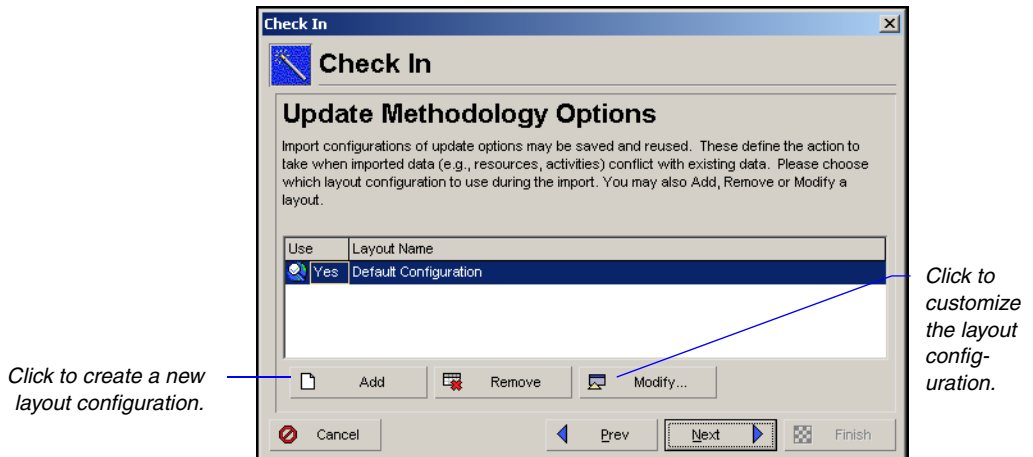 Check In
Check In
Update Methodology Options
Import configurations of update options may be saved and reused.  These define the action to
take when imported data (e.g., resources, activities) conflict with existing data.  Please choose
which layout configuration to use during the import. You may also Add, Remove or Modify a
layout.
Use Layout Name
Yes Default Configuration
Click to
customize
the layout
config-
uration.
Click to create a new
layout configuration.
Add Remove Modify...
Cancel Prev Next Finish